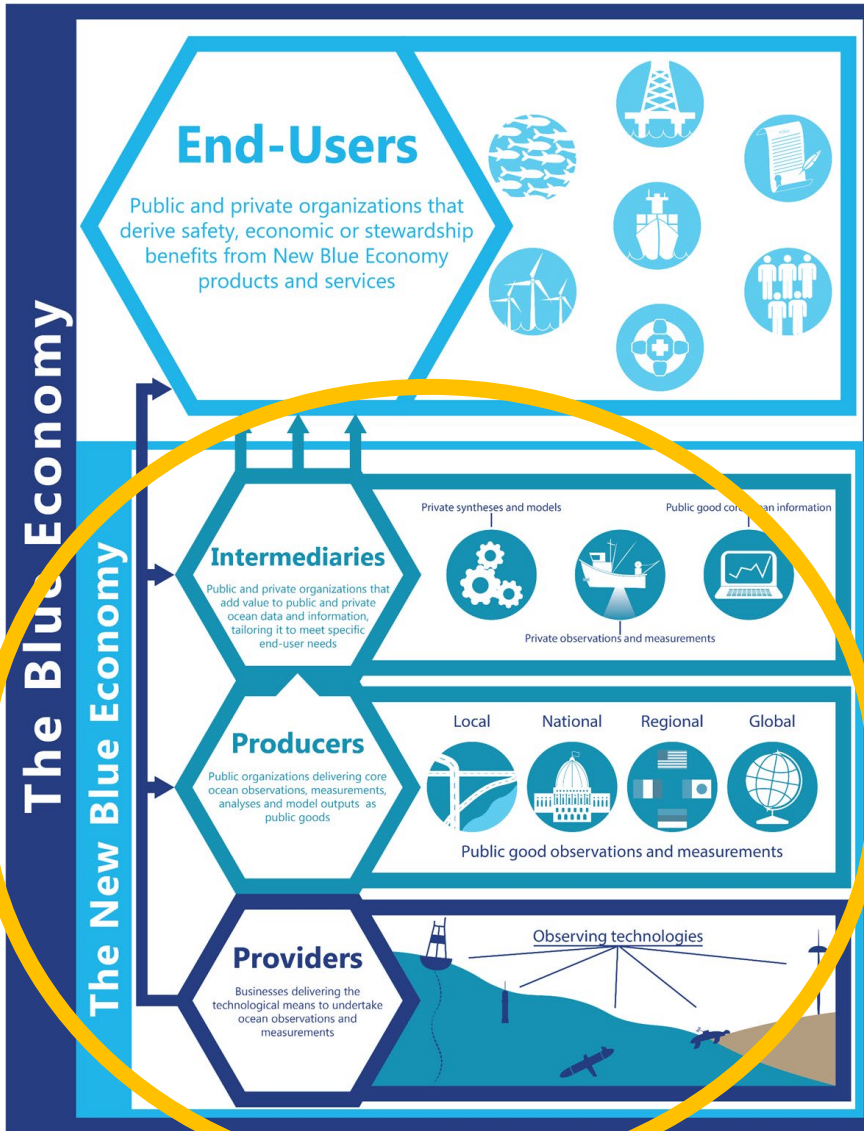 The Blue Economy
The New Blue Economy
End-Users
Public and private organizations that
derive safety, economic or stewardship
benefits from New Blue Economy
products and services
Intermediaries
Public and private organizations that
add value to public and private
ocean data and information,
tailoring it to meet specific
end-user needs
Private syntheses and models
Public good core information
Private observations and measurements
Producers
Public organizations delivering core
ocean observations, measurements,
analyses and model outputs as
public goods
Local
National
Regional
Global
Public good observations and measurements
Providers
Businesses delivering the
technological means to undertake
ocean observations and
measurements
Observing technologies